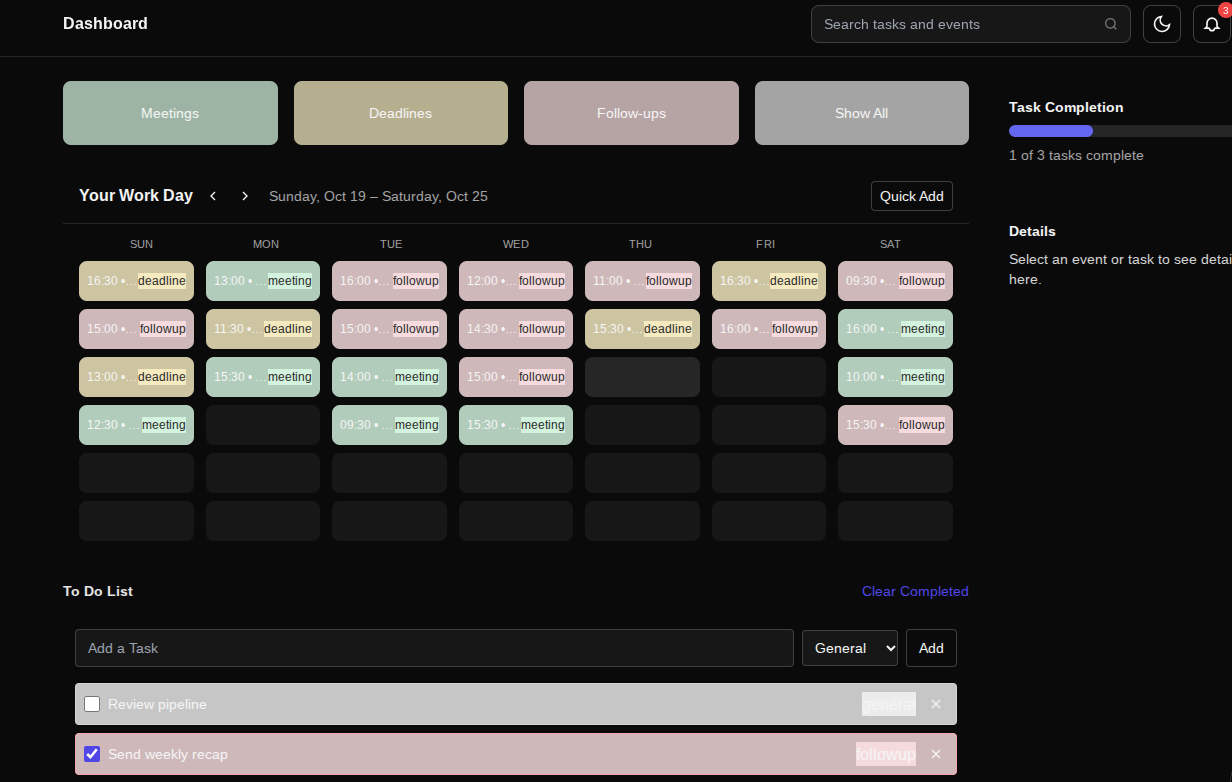 Dashboard
Search tasks and events
3
Meetings
Deadlines
Follow-ups
Show All
Task Completion
1 of 3 tasks complete
Your Work Day
Sunday, Oct 19 – Saturday, Oct 25
Quick Add
Details
Select an event or task to see detai
here.
SUN MON TUE WED THU FRI SAT
16:30 •... deadline 13:00 • ... meeting 16:00 •... followup 12:00 •... followup 11:00 •... followup 16:30 •... deadline 09:30 •... followup
15:00 •... followup 11:30 •... deadline 15:00 •... followup 14:30 •... followup 15:30 •... deadline 16:00 •... followup 16:00 • ... meeting
13:00 •... deadline 15:30 • ... meeting 14:00 • ... meeting 15:00 •... followup 10:00 • ... meeting
12:30 • ... meeting 09:30 • ... meeting 15:30 • ... meeting 15:30 •... followup
To Do List
Clear Completed
Add a Task
General
Add
Review pipeline
general
×
Send weekly recap
followup
×